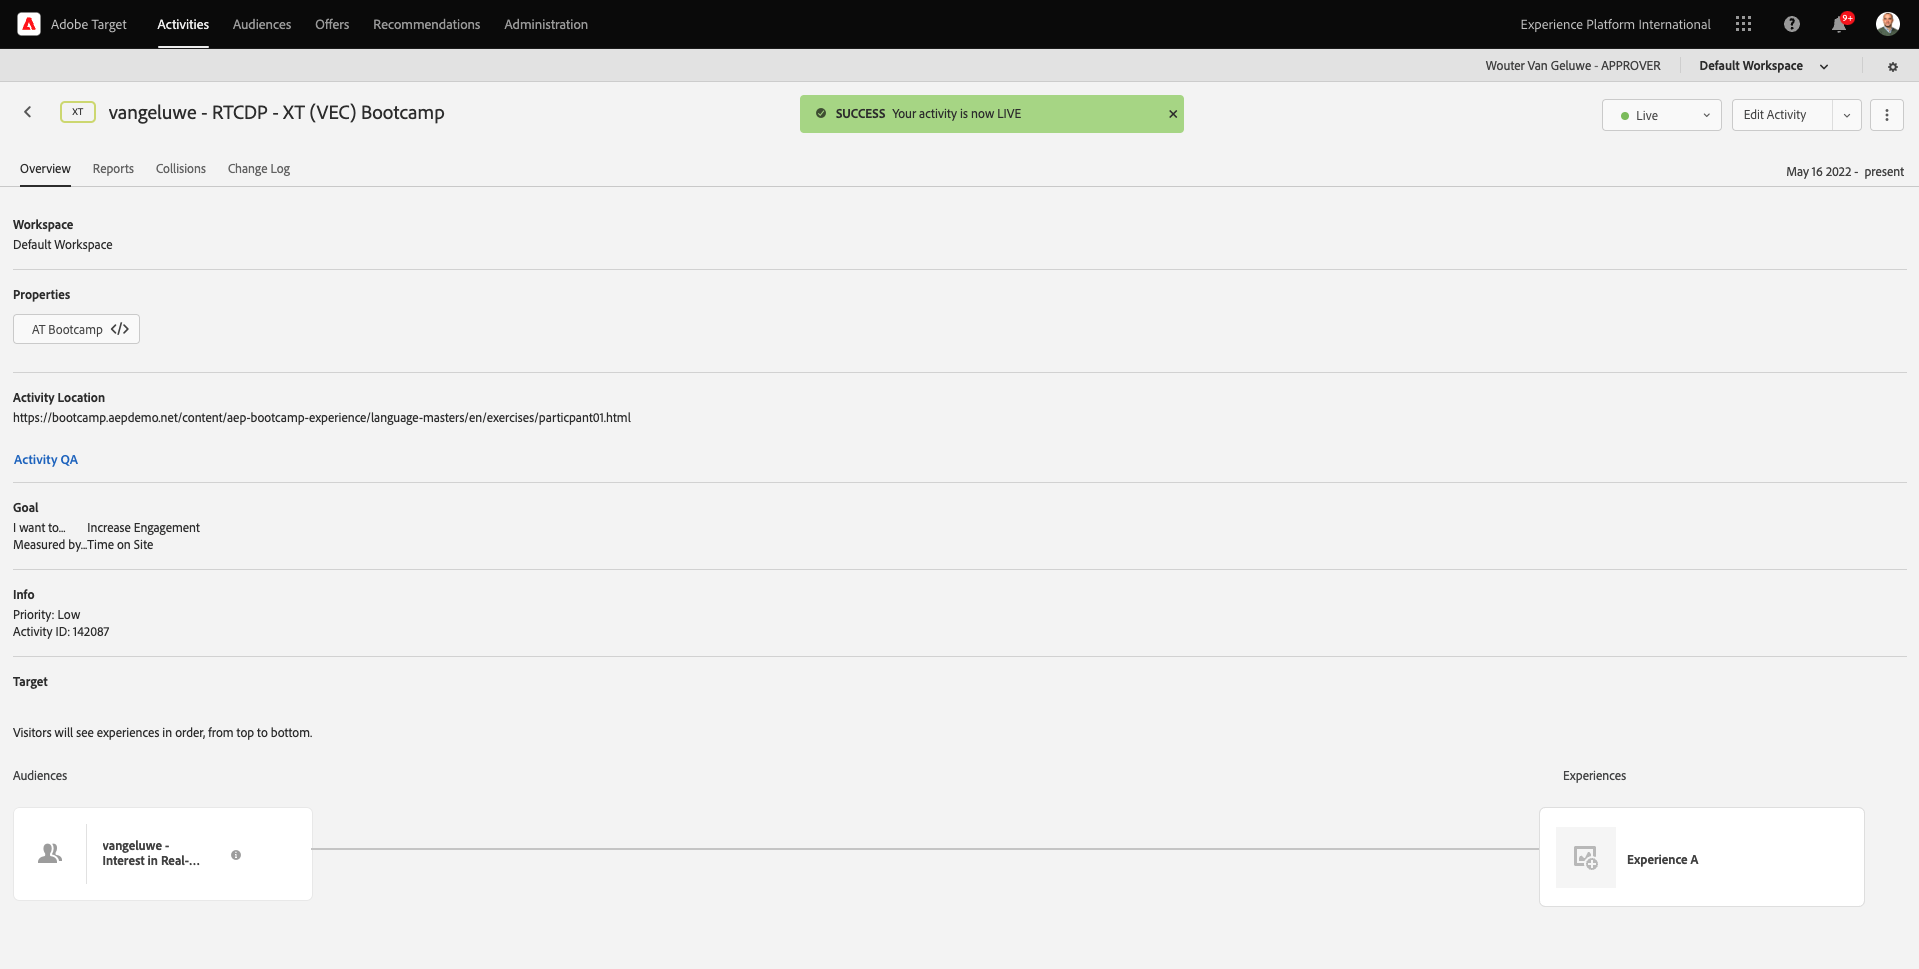 Adobe Target
Activities
Audiences
Offers
Recommendations
Administration
Experience Platform International
9+
Wouter Van Geluwe - APPROVER
Default Workspace
XT
vangeluwe - RTCDP - XT (VEC) Bootcamp
SUCCESS Your activity is now LIVE
Live
Edit Activity
Overview
Reports
Collisions
Change Log
May 16 2022 - present
Workspace
Default Workspace
Properties
AT Bootcamp </>
Activity Location
https://bootcamp.aepdemo.net/content/aep-bootcamp-experience/language-masters/en/exercises/particpant01.html
Activity QA
Goal
I want to... Increase Engagement
Measured by...Time on Site
Info
Priority: Low
Activity ID: 142087
Target
Visitors will see experiences in order, from top to bottom.
Audiences
Experiences
vangeluwe -
Interest in Real-...
Experience A